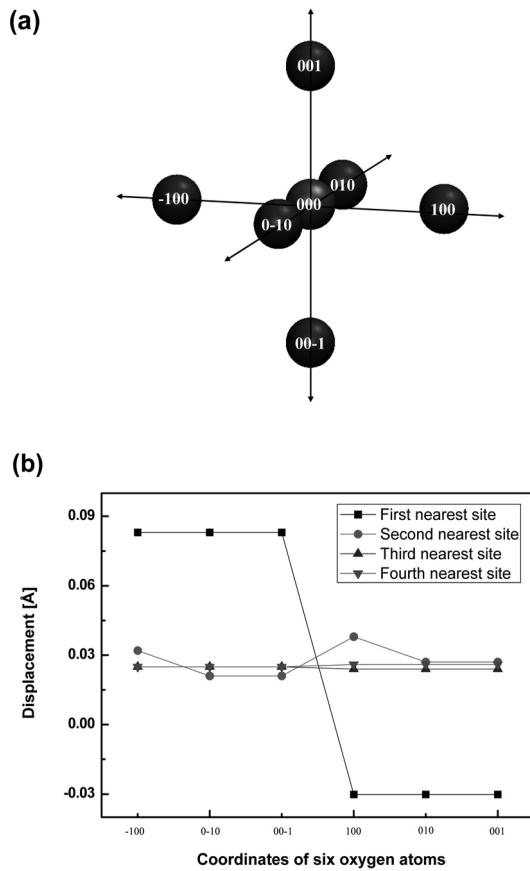 (a)
001
010
-100
000
100
0-10
00-1
(b)
0.09
0.06
0.03
0.00
-0.03
Displacement [Å]
First nearest site
Second nearest site
Third nearest site
Fourth nearest site
-100 0-10 00-1 100 010 001
Coordinates of six oxygen atoms